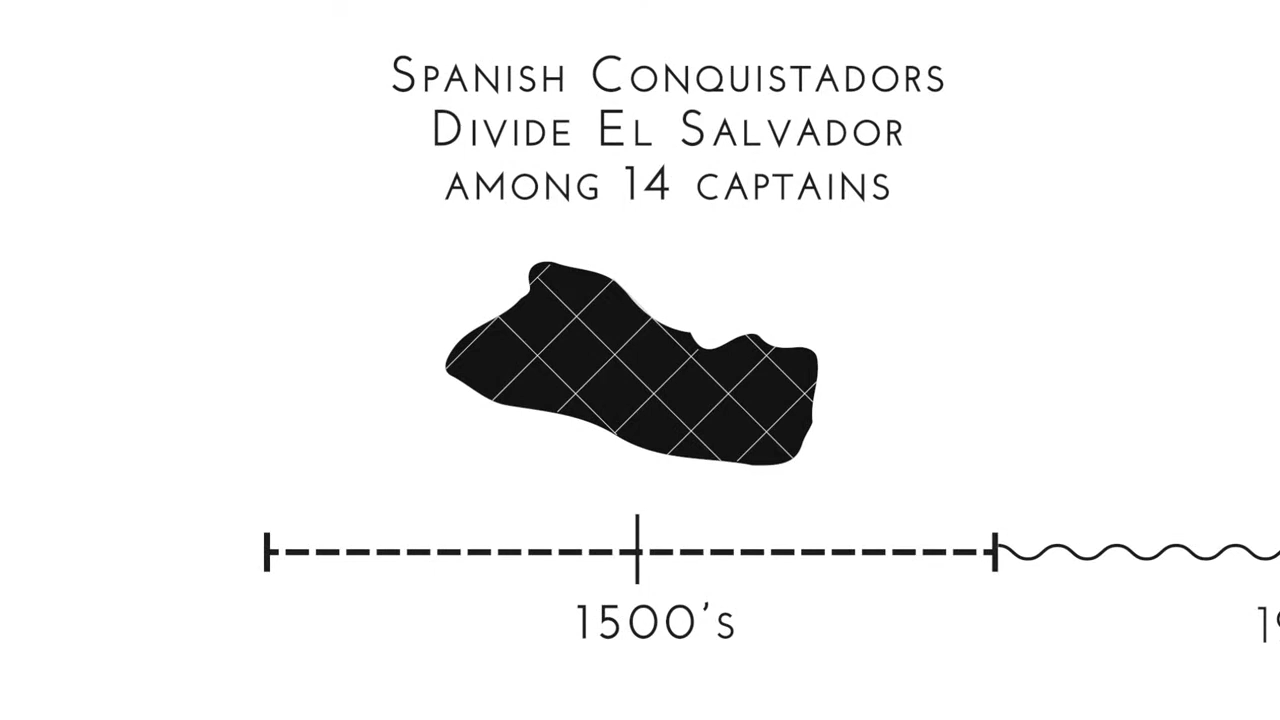 Spanish Conquistadors
Divide El Salvador
among 14 captains
1500's